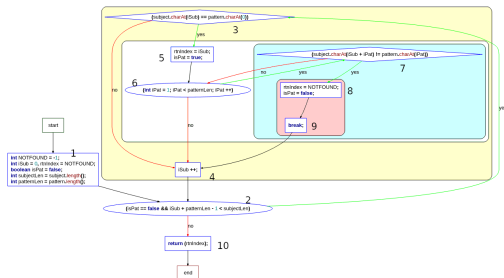 (subject.charAt(iSub) == pattern.charAt(0))
3
yes
5
rtnIndex = iSub;
isPat = true;
(subject.charAt(iSub + iPat) != pattern.charAt(iPat))
7
no
yes
6
(int iPat = 1; iPat < patternLen; iPat ++)
no
rtnIndex = NOTFOUND;
isPat = false;
8
break;
9
no
yes
start
1
int NOTFOUND = -1;
int iSub = 0, rtnIndex = NOTFOUND;
boolean isPat = false;
int subjectLen = subject.length();
int patternLen = pattern.length();
iSub ++;
4
2
(isPat == false && iSub + patternLen - 1 < subjectLen)
no
return (rtnIndex);
10
end